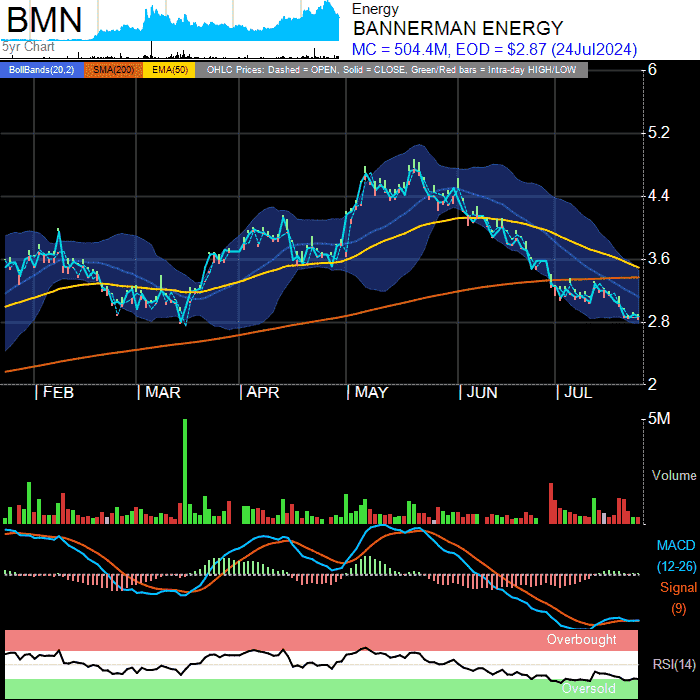 BMN
5yr Chart
Energy
BANNERMAN ENERGY
MC = 504.4M, EOD = $2.87 (24Jul2024)
BollBands(20,2) SMA(200) EMA(50) OHLC Prices: Dashed = OPEN, Solid = CLOSE, Green/Red bars = Intra-day HIGH/LOW
6
5.2
4.4
3.6
2.8
2
FEB MAR APR MAY JUN JUL
5M
Volume
MACD
(12-26)
Signal
(9)
Overbought
RSI(14)
Oversold